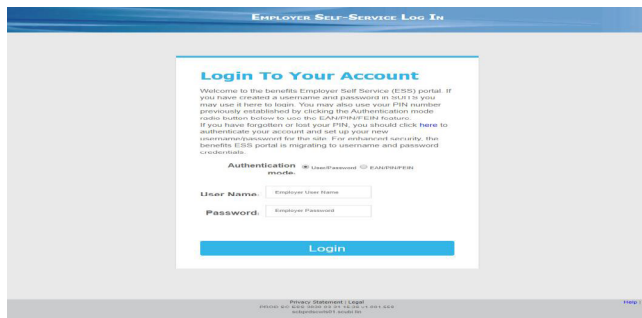 Employer Self-Service Log In
Login To Your Account
Welcome to the benefits Employer Self Service (ESS) portal. If
you have created a username and password in SUITS you
may use it here to login. You may also use your PIN number
previously established by clicking the Authentication mode
radio button below to use the EAN/PIN/FEIN feature.
If you have forgotten or lost your PIN, you should click here to
authenticate your account and set up your new
username/password for the site. For enhanced security, the
benefits ESS portal is migrating to username and password
credentials.
Authentication User/Password EAN/PIN/FEIN
mode:
User Name: Employer User Name
Password: Employer Password
Login
Privacy Statement | Legal Help |